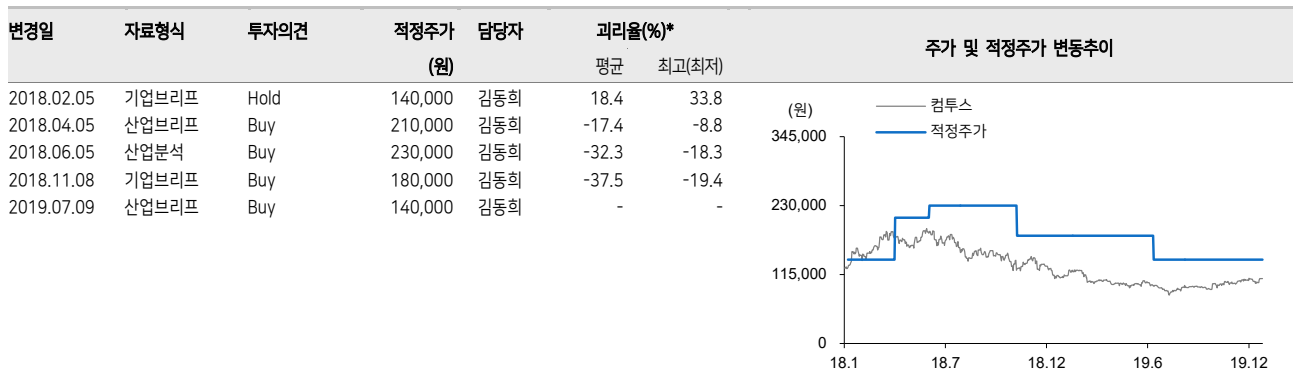 변경일 자료형식 투자의견 적정주가 담당자 괴리율(%)* 주가 및 적정주가 변동추이
(원) 평균 최고(최저)
2018.02.05 기업브리프 Hold 140,000 김동희 18.4 33.8
2018.04.05 산업브리프 Buy 210,000 김동희 -17.4 -8.8
2018.06.05 산업분석 Buy 230,000 김동희 -32.3 -18.3
2018.11.08 기업브리프 Buy 180,000 김동희 -37.5 -19.4
2019.07.09 산업브리프 Buy 140,000 김동희 - -
(원)
컴투스
적정주가
345,000
230,000
115,000
0
18.1 18.7 18.12 19.6 19.12